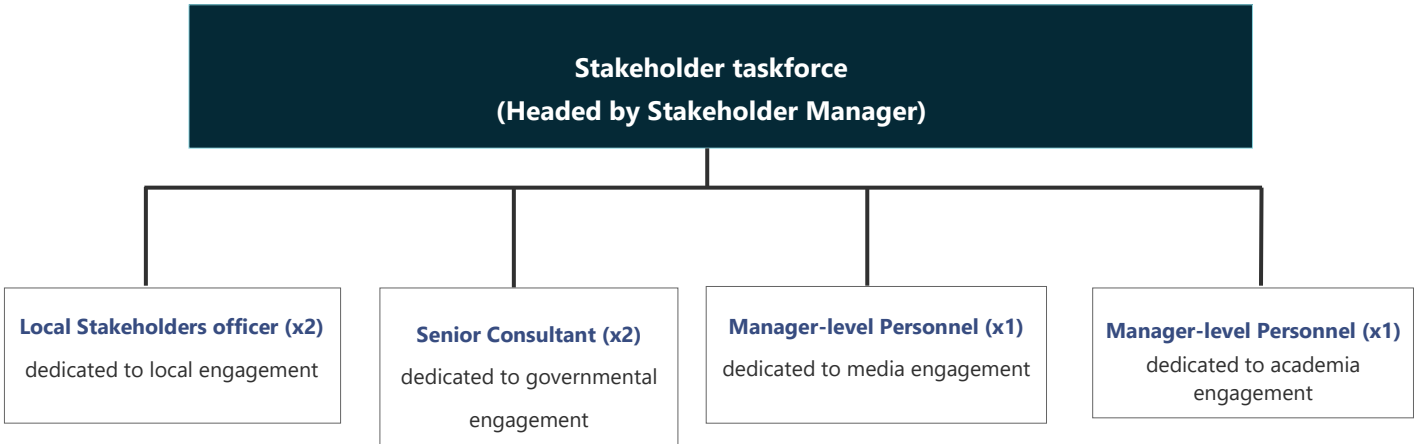 Stakeholder taskforce
(Headed by Stakeholder Manager)
Local Stakeholders officer (x2)
dedicated to local engagement
Senior Consultant (x2)
dedicated to governmental
engagement
Manager-level Personnel (x1)
dedicated to media engagement
Manager-level Personnel (x1)
dedicated to academia
engagement